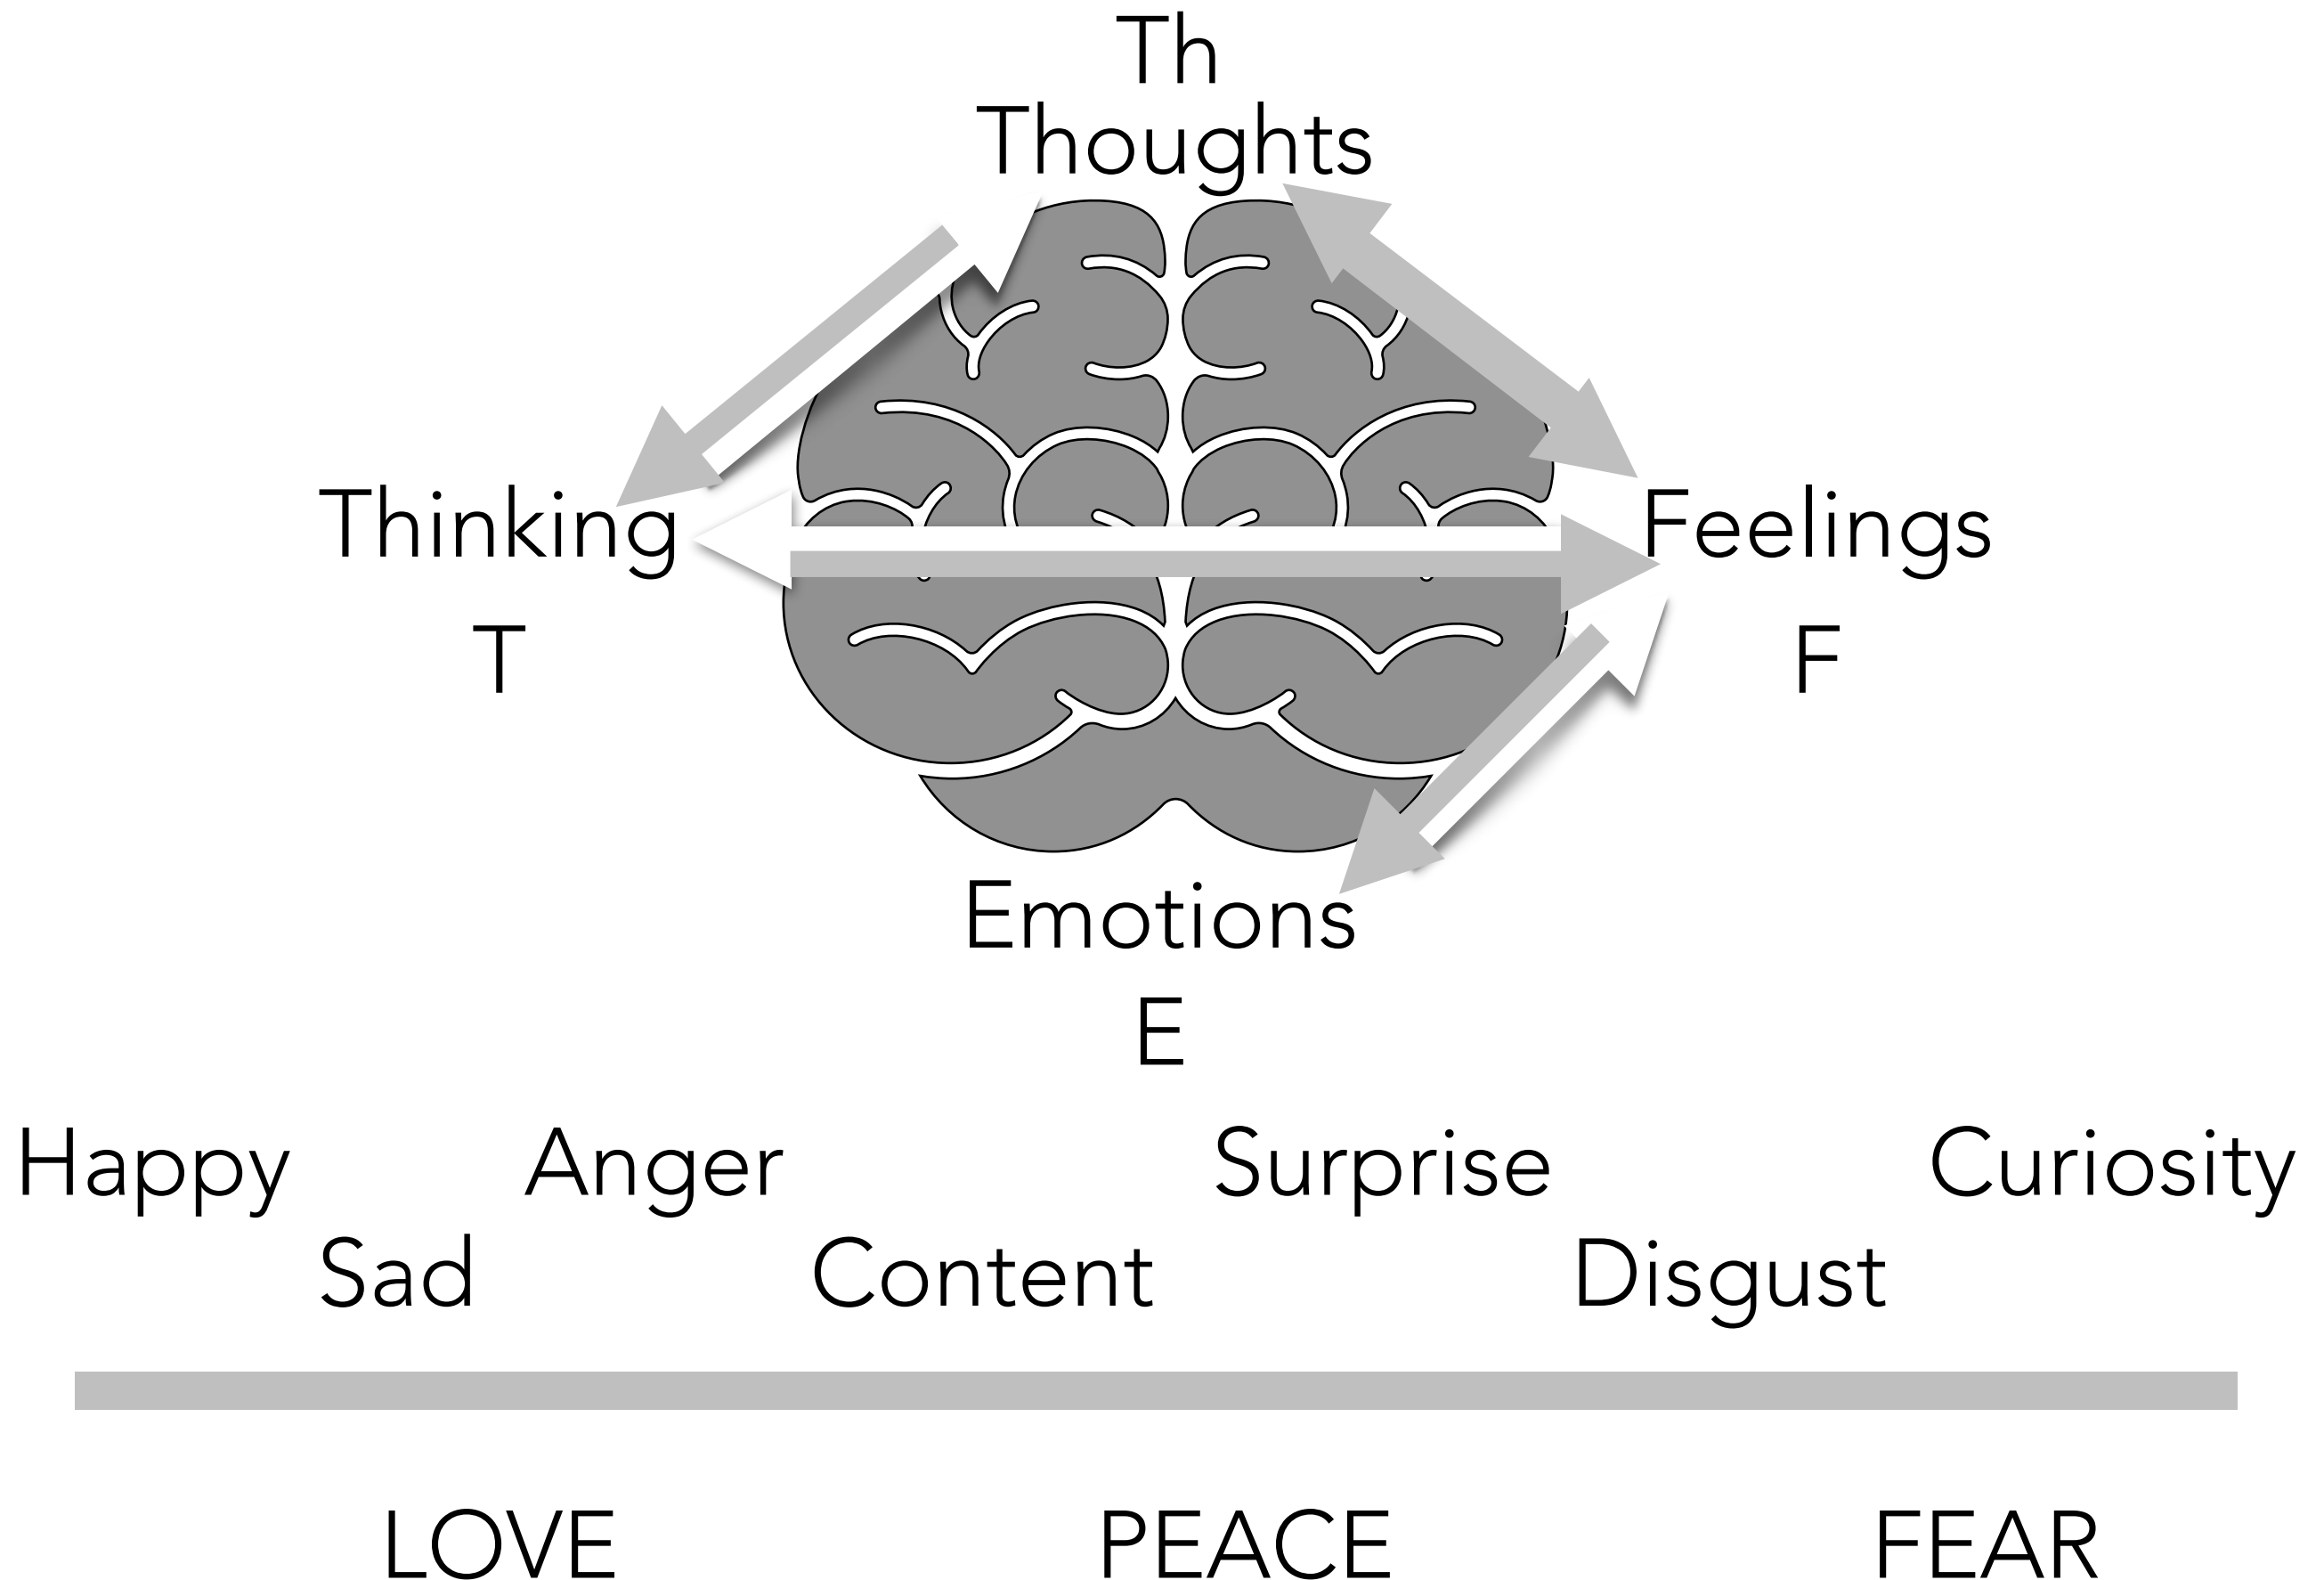 Th
Thoughts
Thinking
Feelings
T
F
Emotions
E
Happy Anger Surprise Curiosity
Sad Content Disgust
LOVE PEACE FEAR